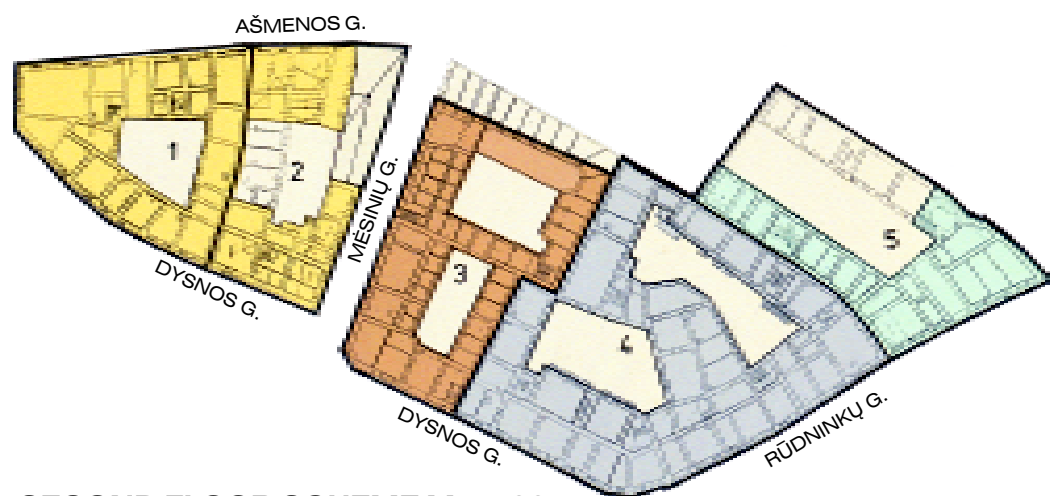 AŠMENOS G.
1
2
MĖSINIŲ G.
DYSNOS G.
3
4
5
DYSNOS G.
RŪDNINKŲ G.